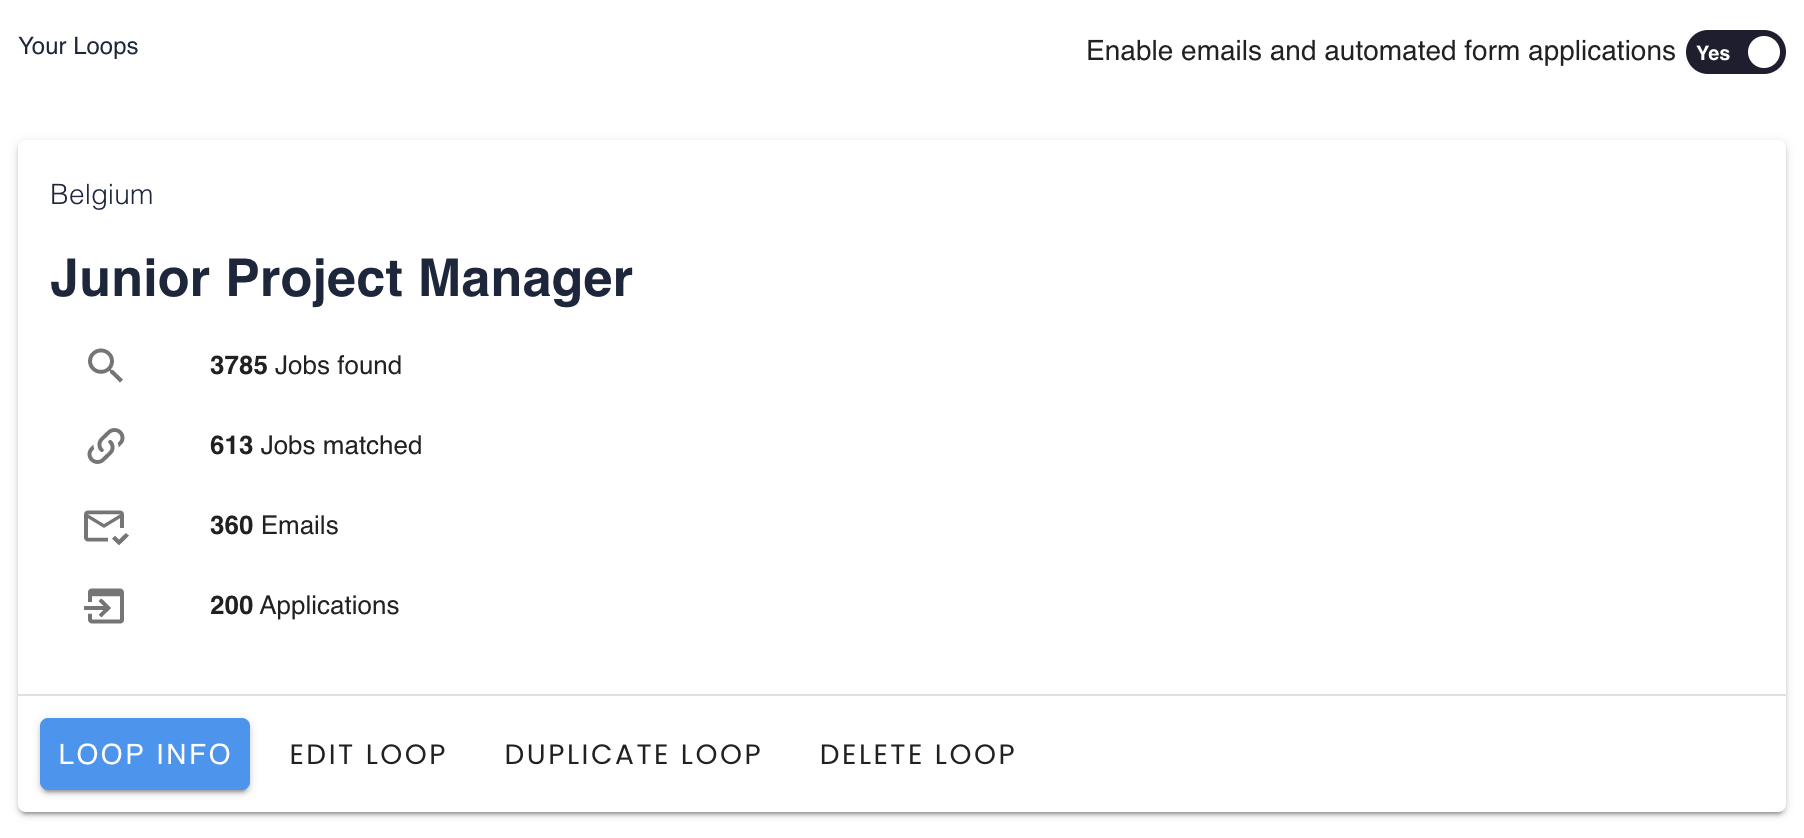 Your Loops
Enable emails and automated form applications Yes
Belgium
Junior Project Manager
3785 Jobs found
613 Jobs matched
360 Emails
200 Applications
LOOP INFO EDIT LOOP DUPLICATE LOOP DELETE LOOP